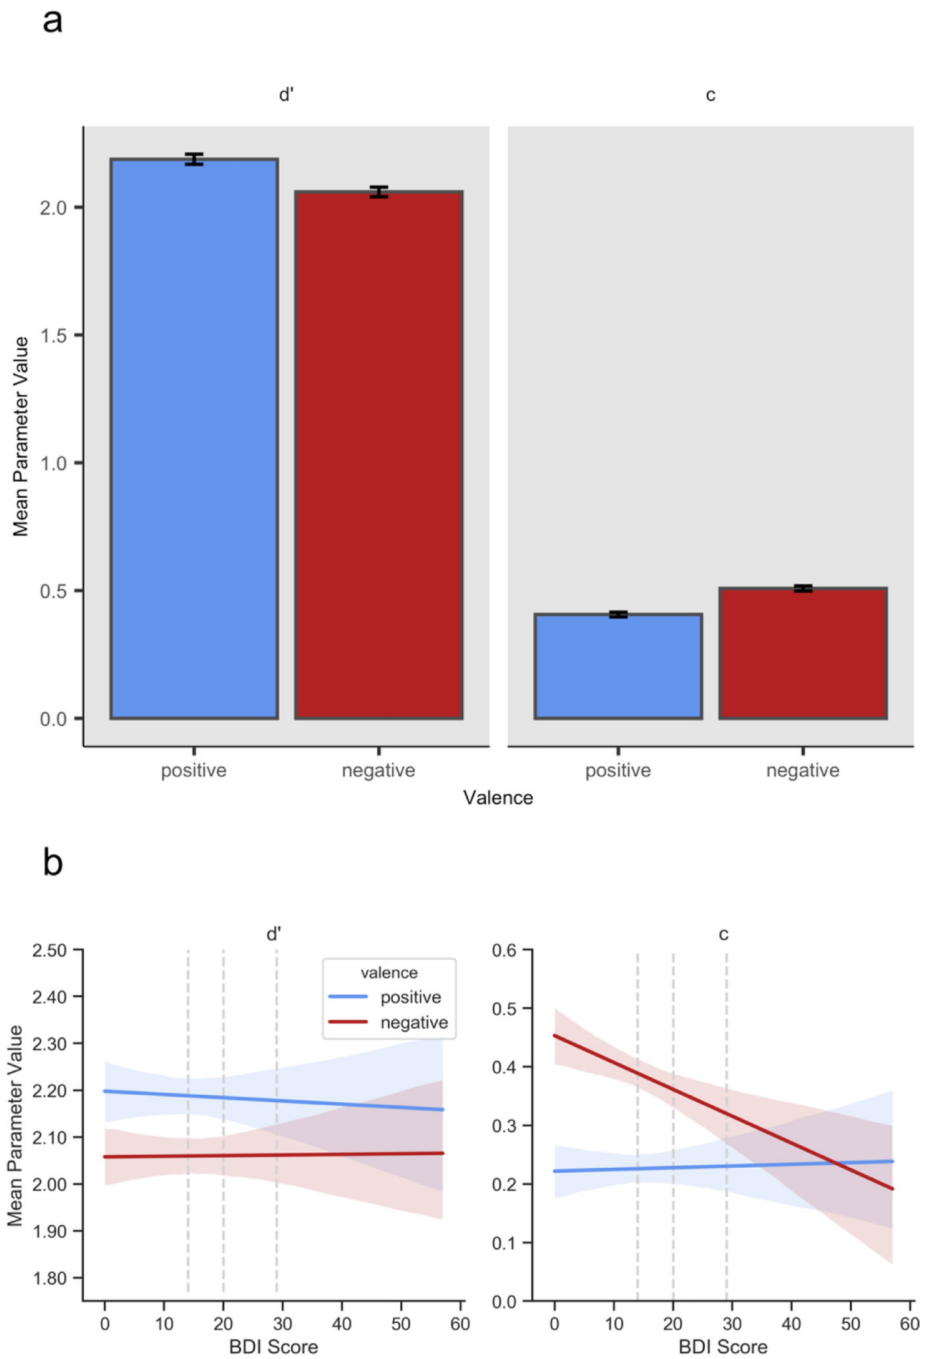 a
d' c
Mean Parameter Value
2.0
1.5
1.0
0.5
0.0
positive negative positive negative
Valence
b
d' c
Mean Parameter Value
2.50
2.40
2.30
2.20
2.10
2.00
1.90
1.80
valence
positive
negative
0 10 20 30 40 50 60
BDI Score
0.6
0.5
0.4
0.3
0.2
0.1
0.0
0 10 20 30 40 50 60
BDI Score